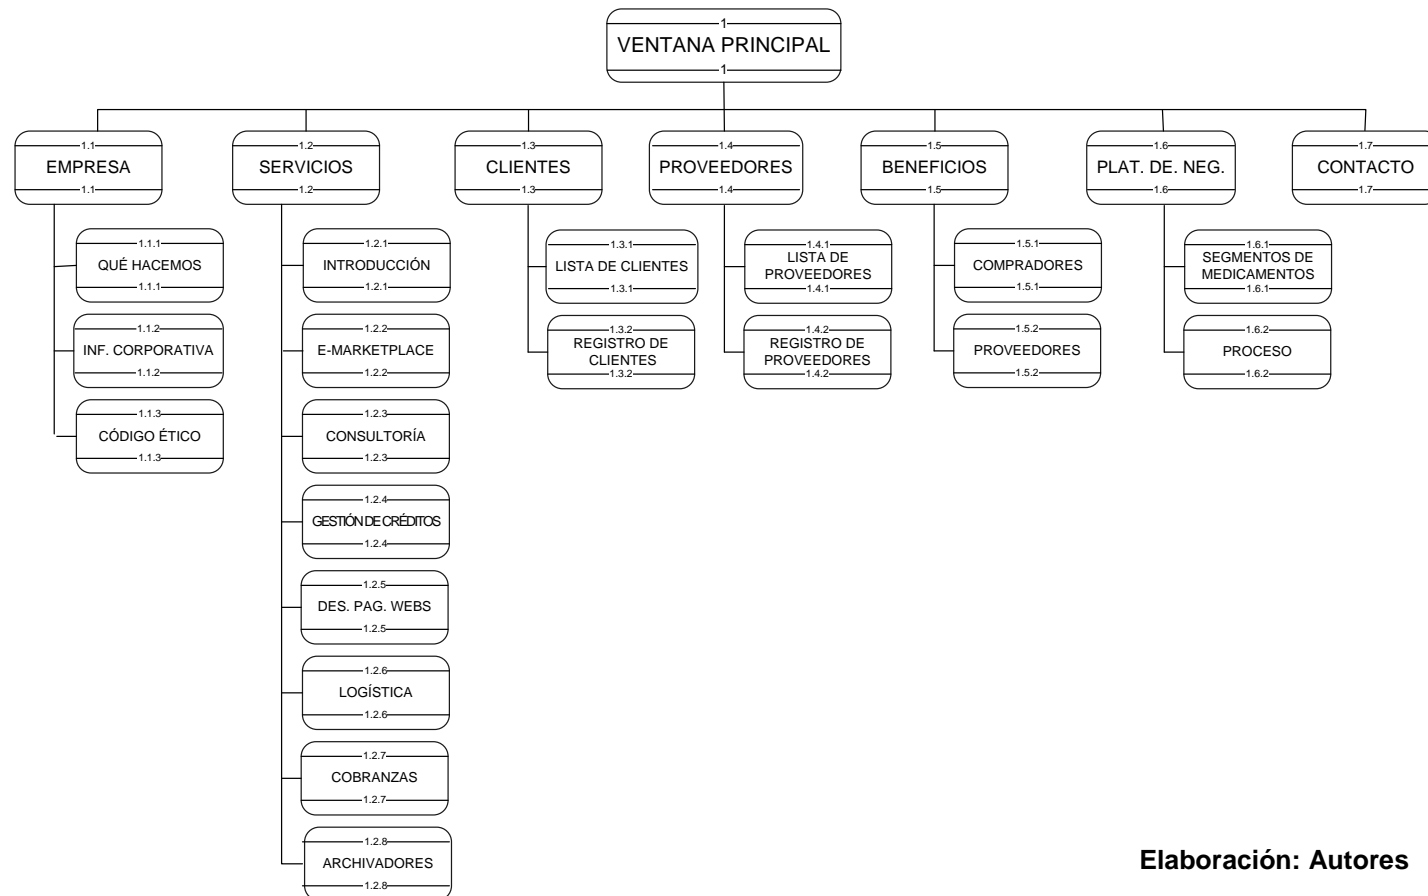 1
VENTANA PRINCIPAL
1
1.1
EMPRESA
1.1
1.2
SERVICIOS
1.2
1.3
CLIENTES
1.3
1.4
PROVEEDORES
1.4
1.5
BENEFICIOS
1.5
1.6
PLAT. DE. NEG.
1.6
1.7
CONTACTO
1.7
1.1.1
QUÉ HACEMOS
1.1.1
1.1.2
INF. CORPORATIVA
1.1.2
1.1.3
CÓDIGO ÉTICO
1.1.3
1.2.1
INTRODUCCIÓN
1.2.1
1.2.2
E-MARKETPLACE
1.2.2
1.2.3
CONSULTORÍA
1.2.3
1.2.4
GESTIÓN DE CRÉDITOS
1.2.4
1.2.5
DES. PAG. WEBS
1.2.5
1.2.6
LOGÍSTICA
1.2.6
1.2.7
COBRANZAS
1.2.7
1.2.8
ARCHIVADORES
1.2.8
1.3.1
LISTA DE CLIENTES
1.3.1
1.3.2
REGISTRO DE
CLIENTES
1.3.2
1.4.1
LISTA DE
PROVEEDORES
1.4.1
1.4.2
REGISTRO DE
PROVEEDORES
1.4.2
1.5.1
COMPRADORES
1.5.1
1.5.2
PROVEEDORES
1.5.2
1.6.1
SEGMENTOS DE
MEDICAMENTOS
1.6.1
1.6.2
PROCESO
1.6.2
Elaboración: Autores